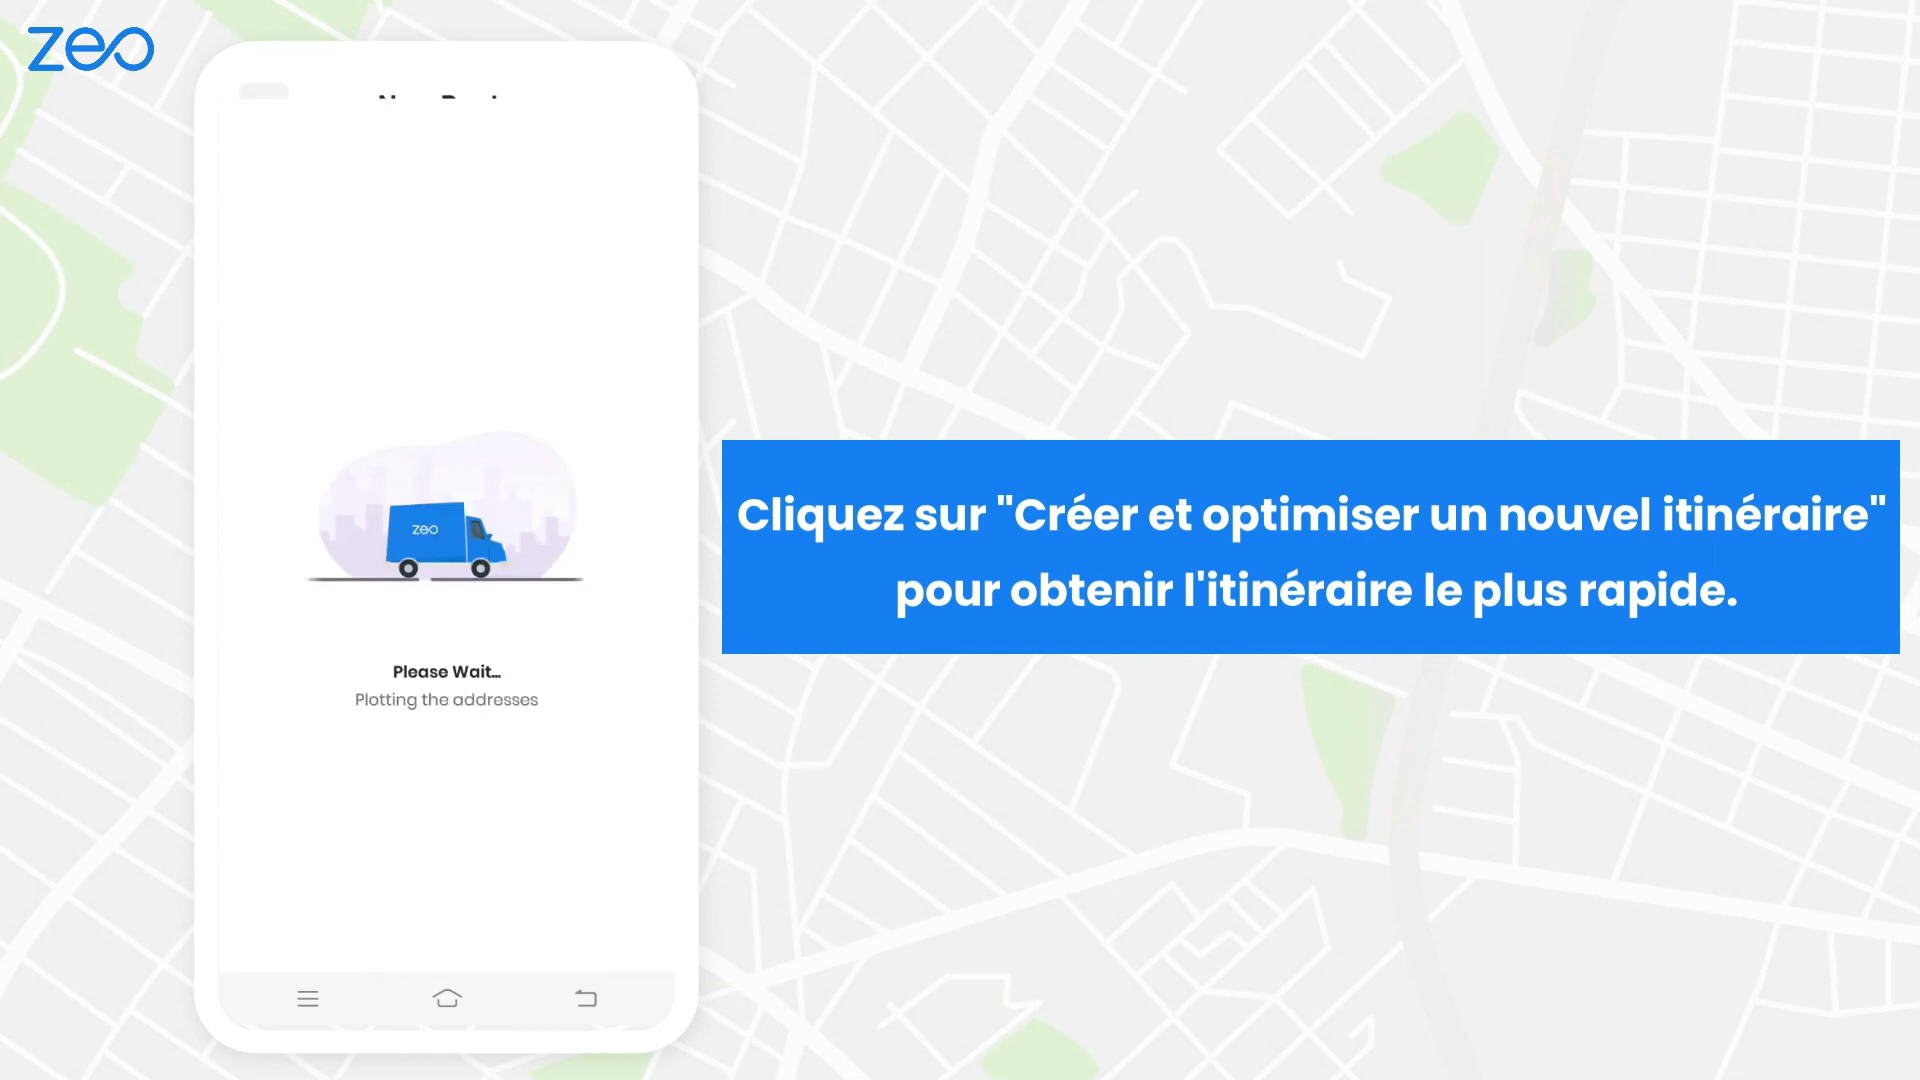 zeo
Cliquez sur "Créer et optimiser un nouvel itinéraire"
pour obtenir l'itinéraire le plus rapide.
zeo
Please Wait...
Plotting the addresses